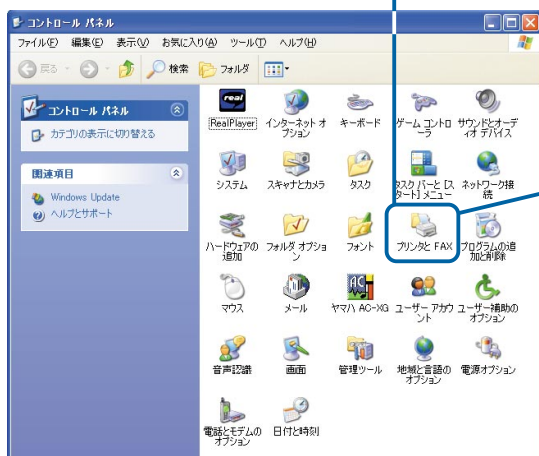 コントロール パネル
ファイル(F) 編集(E) 表示(V) お気に入り(A) ツール(T) ヘルプ(H)
戻る 検索 フォルダ
コントロール パネル
カテゴリの表示に切り替える
関連項目
Windows Update
ヘルプとサポート
real
RealPlayer
インターネット オプション
キーボード
ゲーム コントローラ
サウンドとオーディオ デバイス
システム
スキャナとカメラ
タスク
タスク バーと [スタート] メニュー
ネットワーク接続
ハードウェアの追加
フォルダ オプション
フォント
プリンタと FAX
プログラムの追加と削除
マウス
メール
ヤマハ AC-XG
ユーザー アカウント
ユーザー補助のオプション
音声認識
画面
管理ツール
地域と言語のオプション
電源オプション
電話とモデムのオプション
日付と時刻